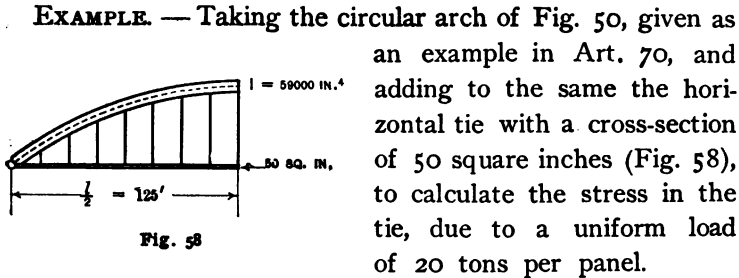 EXAMPLE. — Taking the circular arch of Fig. 50, given as
an example in Art. 70, and
adding to the same the hori-
zontal tie with a cross-section
of 50 square inches (Fig. 58),
to calculate the stress in the
tie, due to a uniform load
of 20 tons per panel.
I = 59000 IN.⁴
50 SQ. IN.
l/2 = 125'
Fig. 58